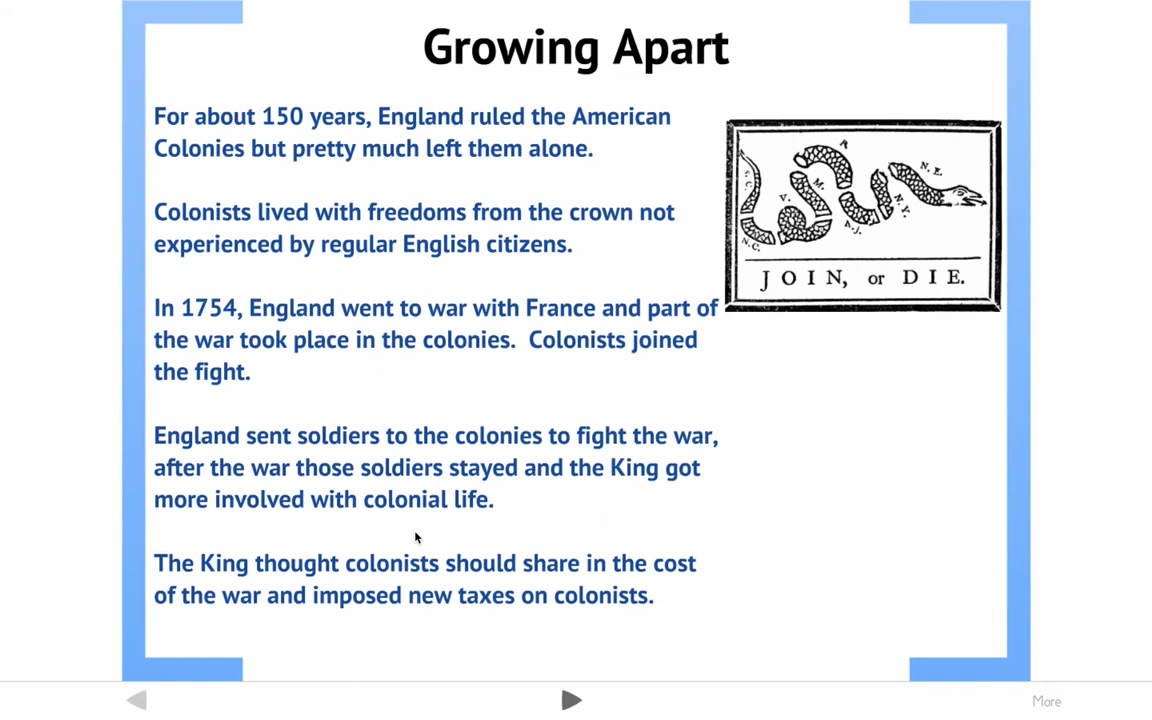 Growing Apart
For about 150 years, England ruled the American
Colonies but pretty much left them alone.
Colonists lived with freedoms from the crown not
experienced by regular English citizens.
In 1754, England went to war with France and part of
the war took place in the colonies.  Colonists joined
the fight.
England sent soldiers to the colonies to fight the war,
after the war those soldiers stayed and the King got
more involved with colonial life.
The King thought colonists should share in the cost
of the war and imposed new taxes on colonists.
S.C.
N.C.
V.
M.
P.
N.J.
N.Y.
N.E.
JOIN, or DIE.
More